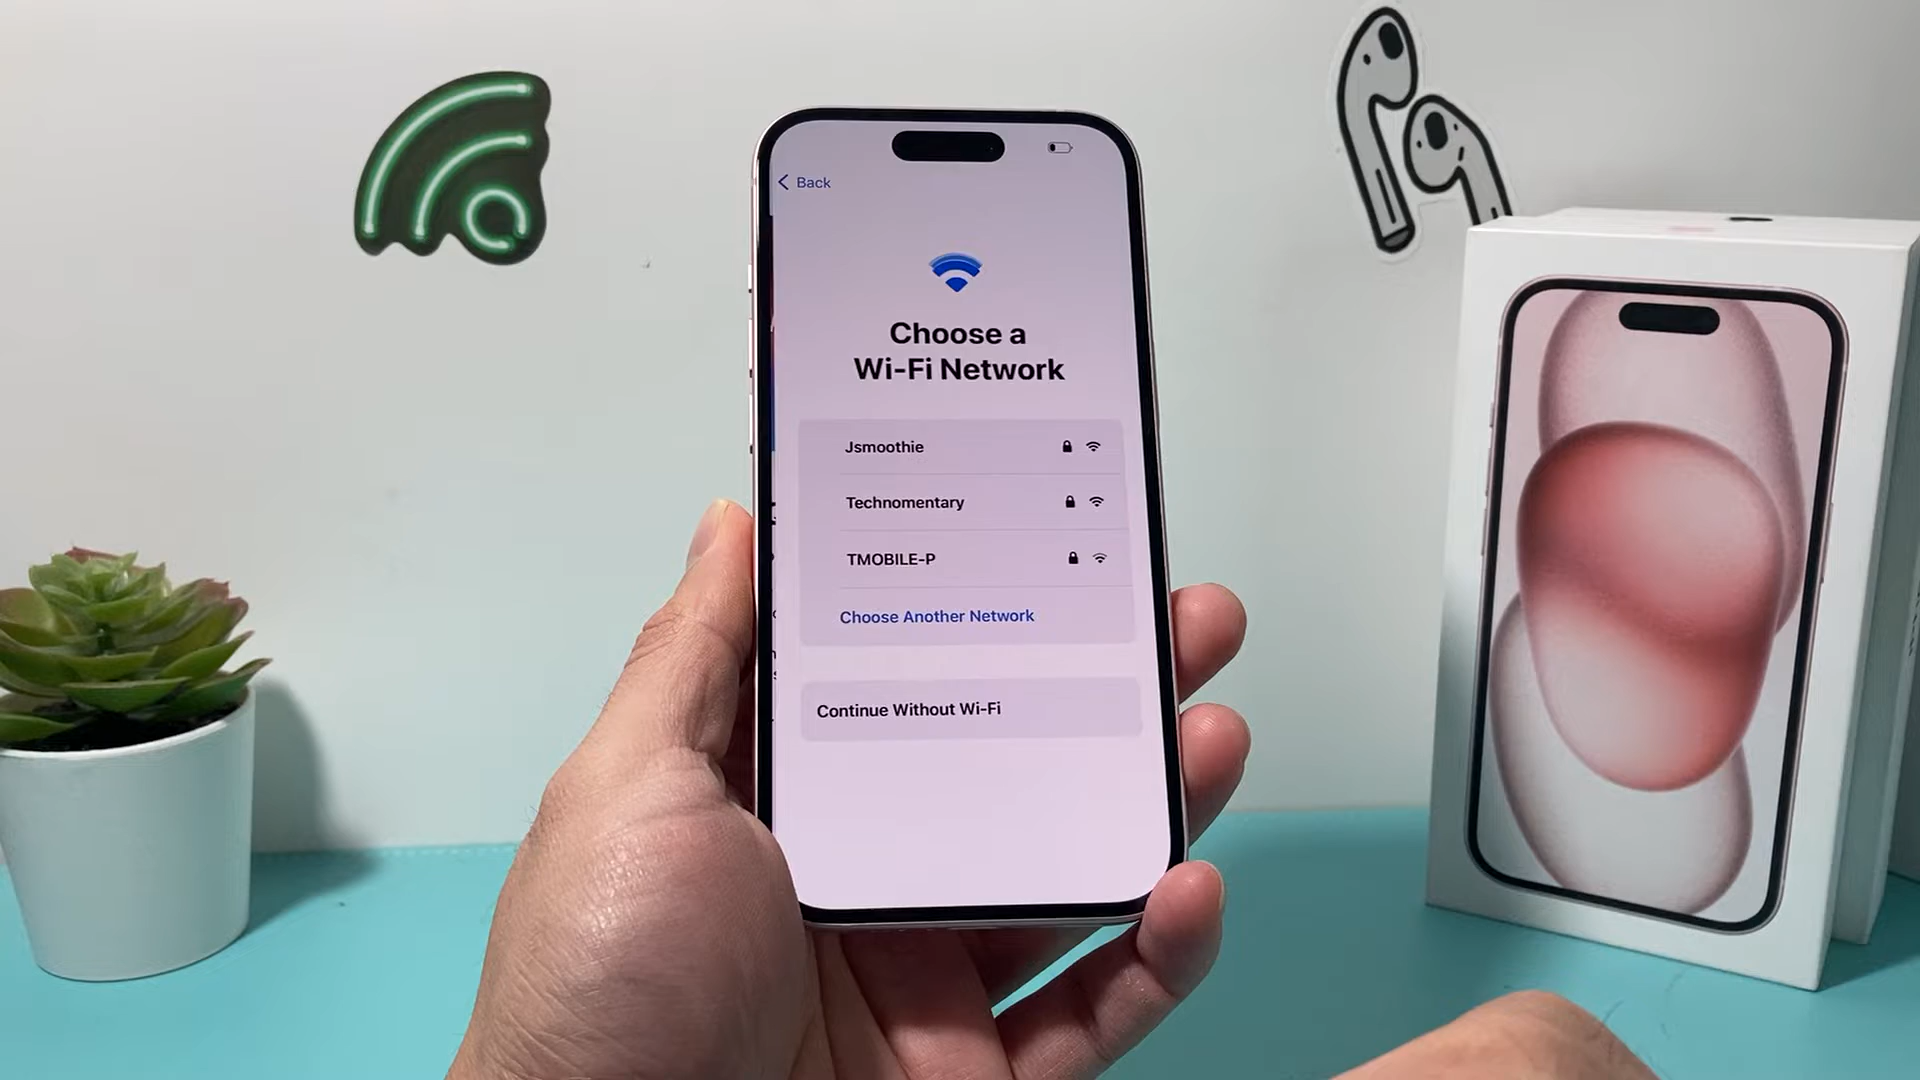 Back
Choose a
Wi-Fi Network
Jsmoothie
Technomentary
TMOBILE-P
Choose Another Network
Continue Without Wi-Fi